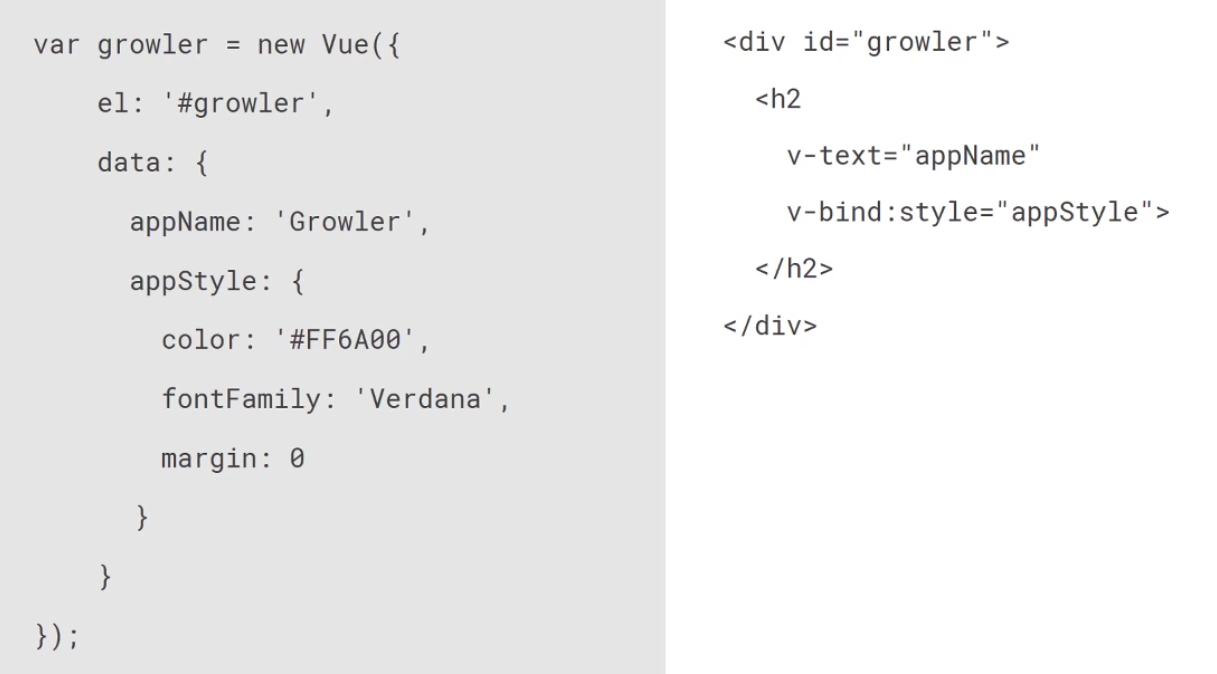 var growler = new Vue({
    el: '#growler',
    data: {
      appName: 'Growler',
      appStyle: {
        color: '#FF6A00',
        fontFamily: 'Verdana',
        margin: 0
      }
    }
});
<div id="growler">
  <h2
    v-text="appName"
    v-bind:style="appStyle">
  </h2>
</div>